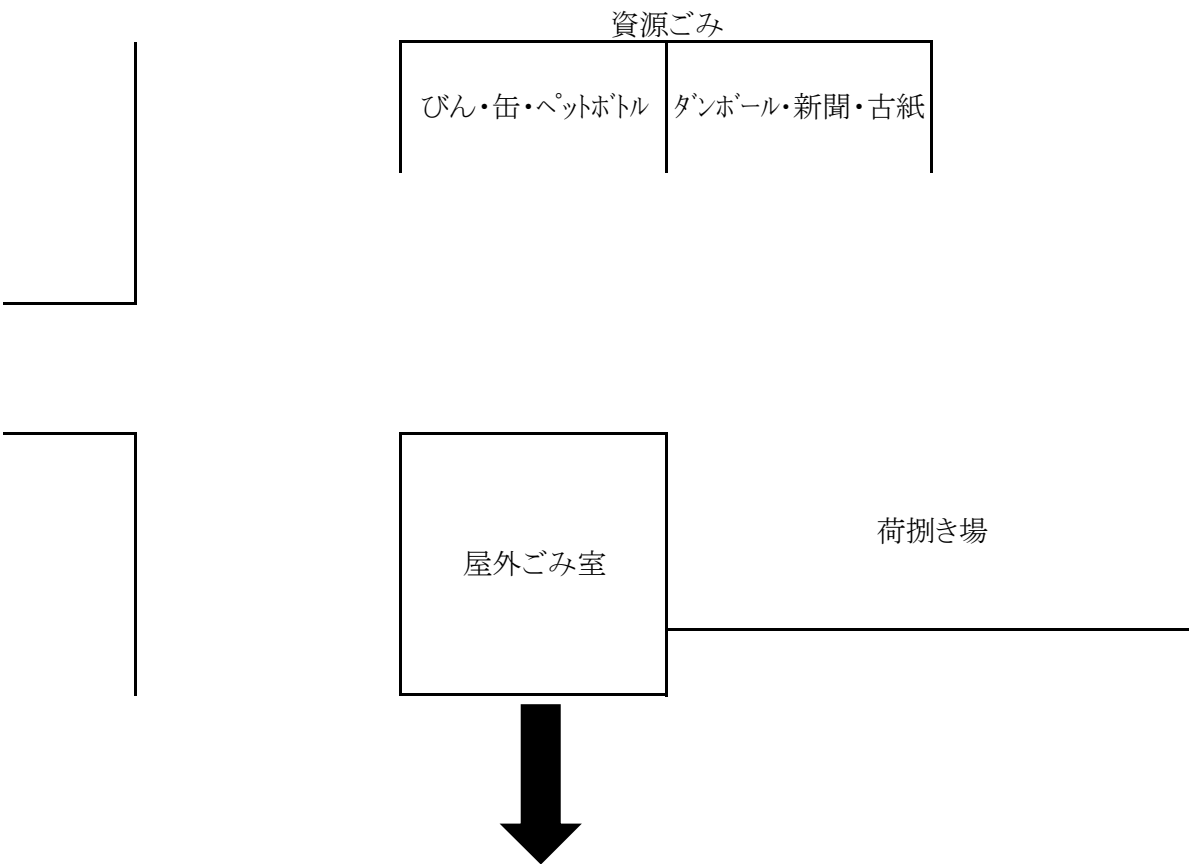 資源ごみ
びん・缶・ペットボトル
ダンボール・新聞・古紙
荷捌き場
屋外ごみ室